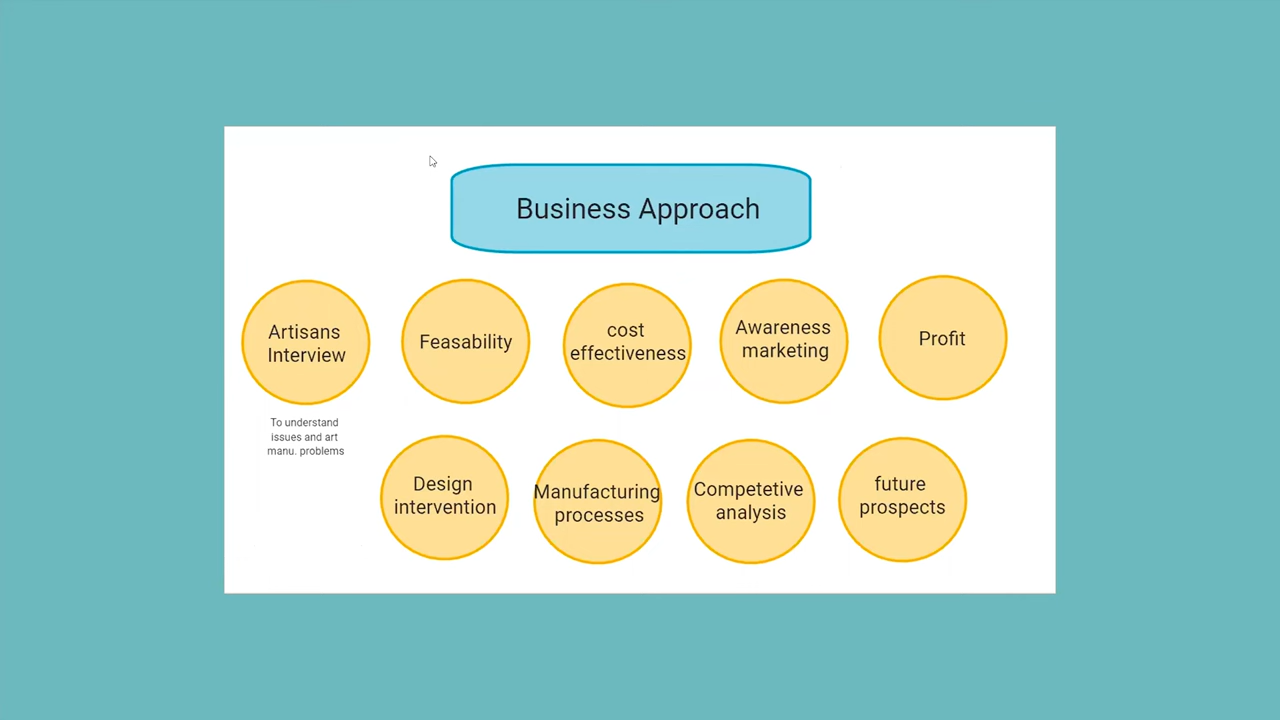 Business Approach
Artisans
Interview
Feasability
cost
effectiveness
Awareness
marketing
Profit
To understand
issues and art
manu. problems
Design
intervention
Manufacturing
processes
Competetive
analysis
future
prospects